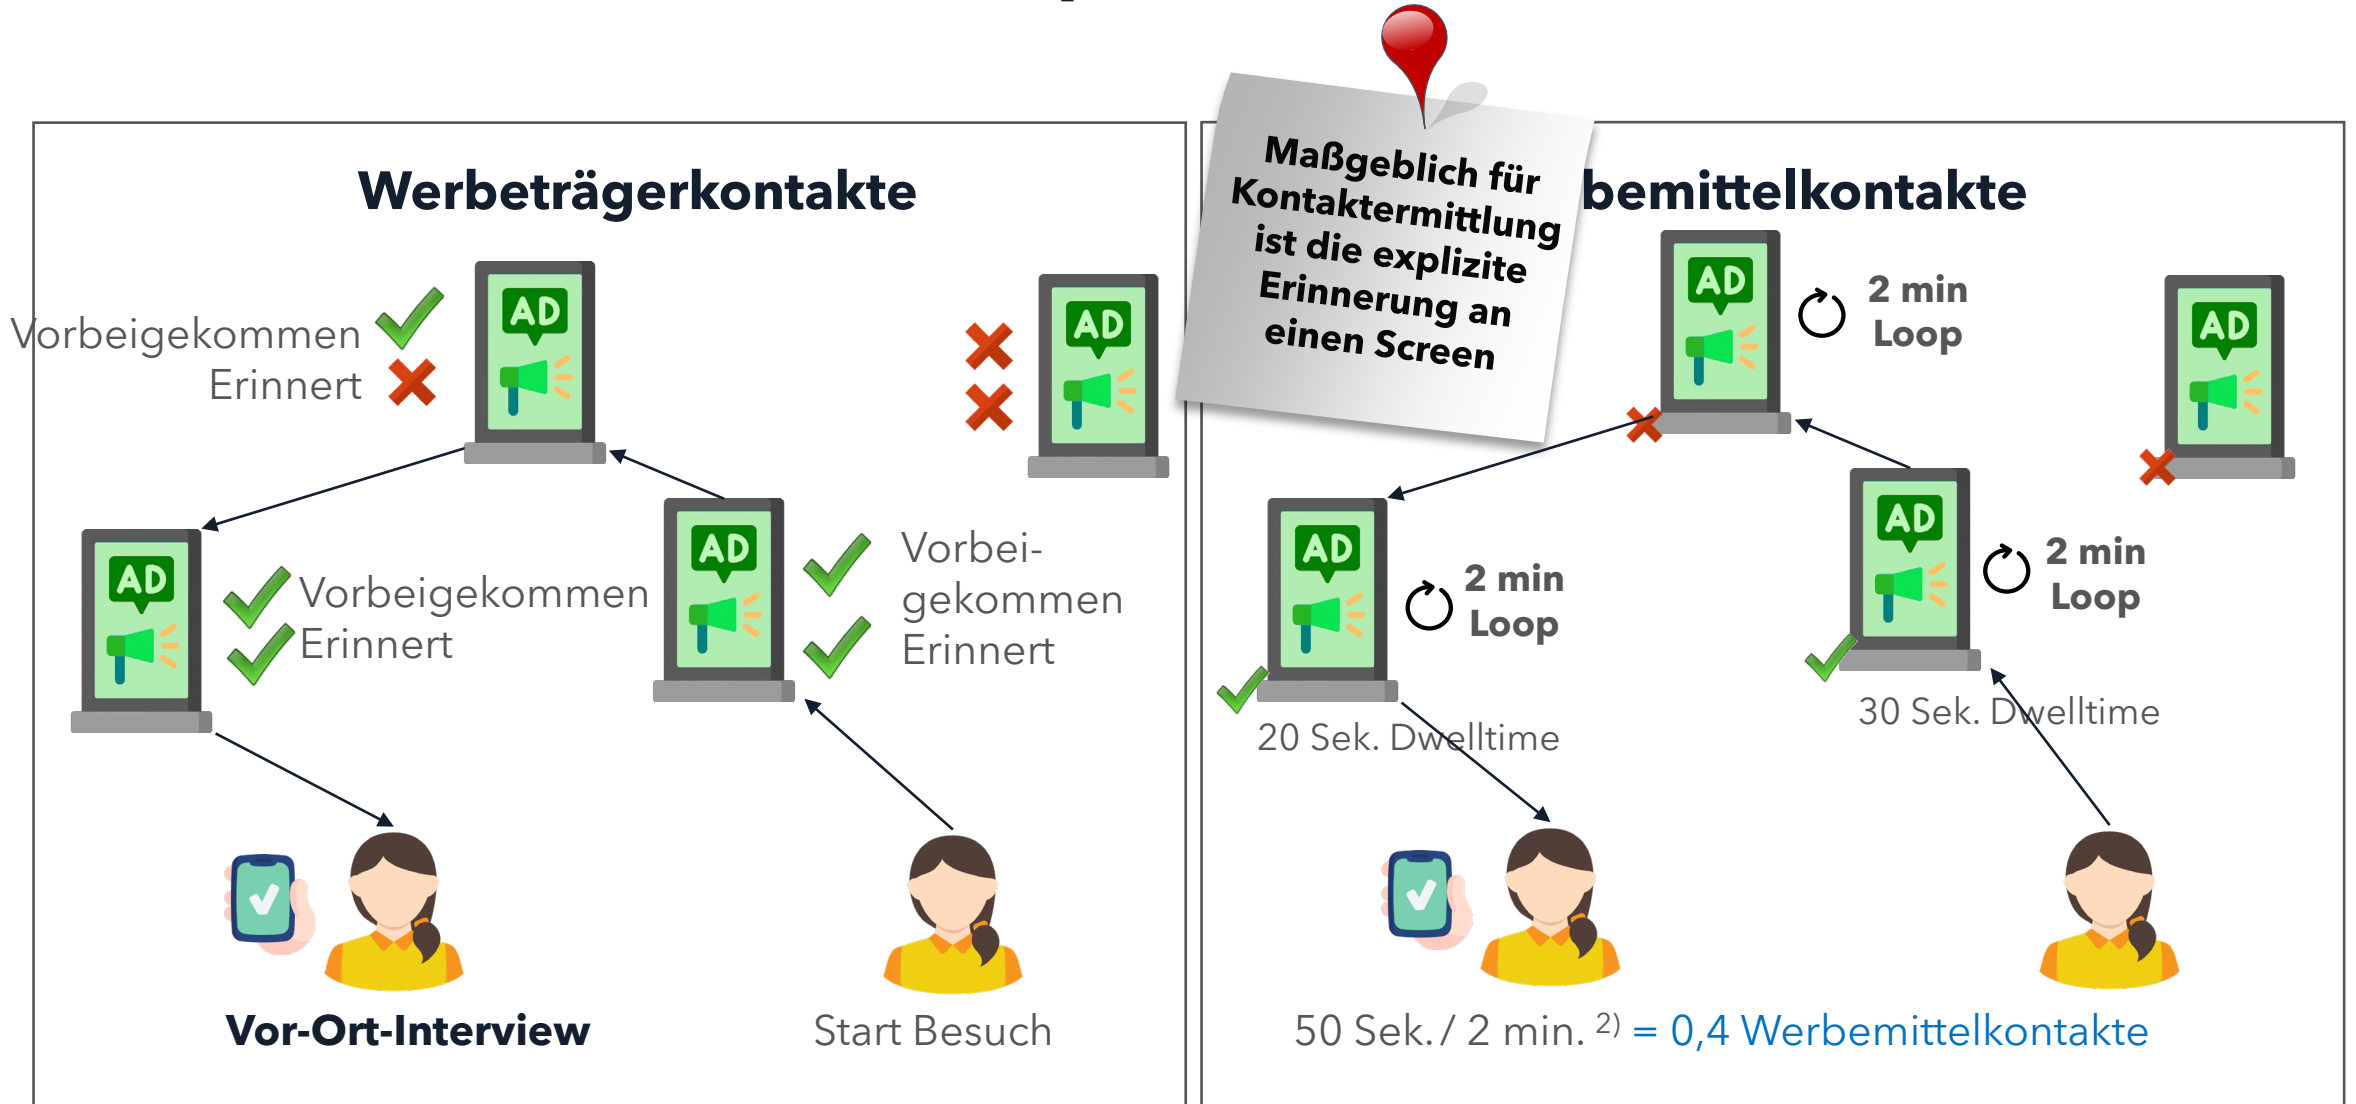 Werbeträgerkontakte
AD
Vorbeigekommen
Erinnert
AD
AD
Vorbeigekommen
Erinnert
AD
Vorbei-
gekommen
Erinnert
Vor-Ort-Interview
Start Besuch
Maßgeblich für
Kontaktermittlung
ist die explizite
Erinnerung an
einen Screen
bemittelkontakte
AD
2 min
Loop
AD
AD
2 min
Loop
20 Sek. Dwelltime
AD
2 min
Loop
30 Sek. Dwelltime
50 Sek. / 2 min. 2) = 0,4 Werbemittelkontakte